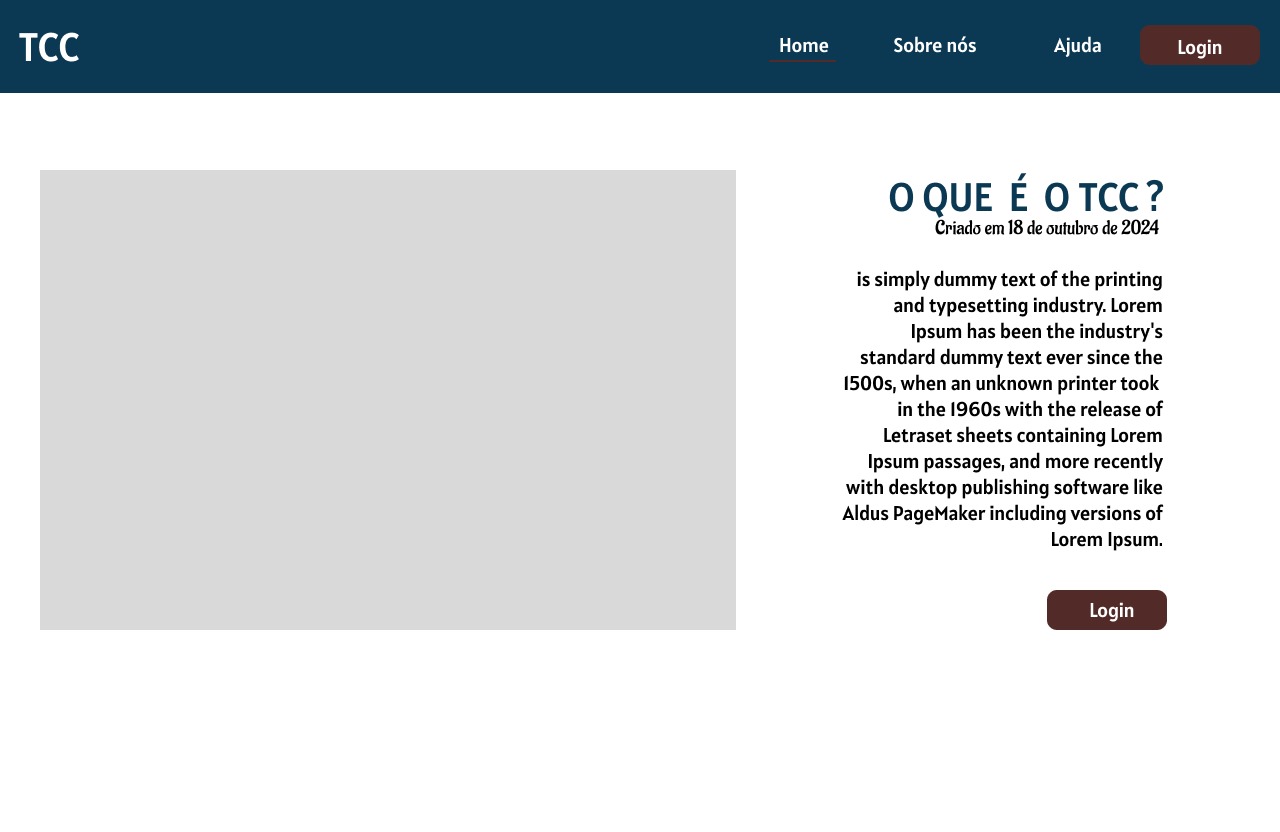 TCC
Home
Sobre nós
Ajuda
Login
O QUE É O TCC ?
Criado em 18 de outubro de 2024
is simply dummy text of the printing
and typesetting industry. Lorem
Ipsum has been the industry's
standard dummy text ever since the
1500s, when an unknown printer took
in the 1960s with the release of
Letraset sheets containing Lorem
Ipsum passages, and more recently
with desktop publishing software like
Aldus PageMaker including versions of
Lorem Ipsum.
Login